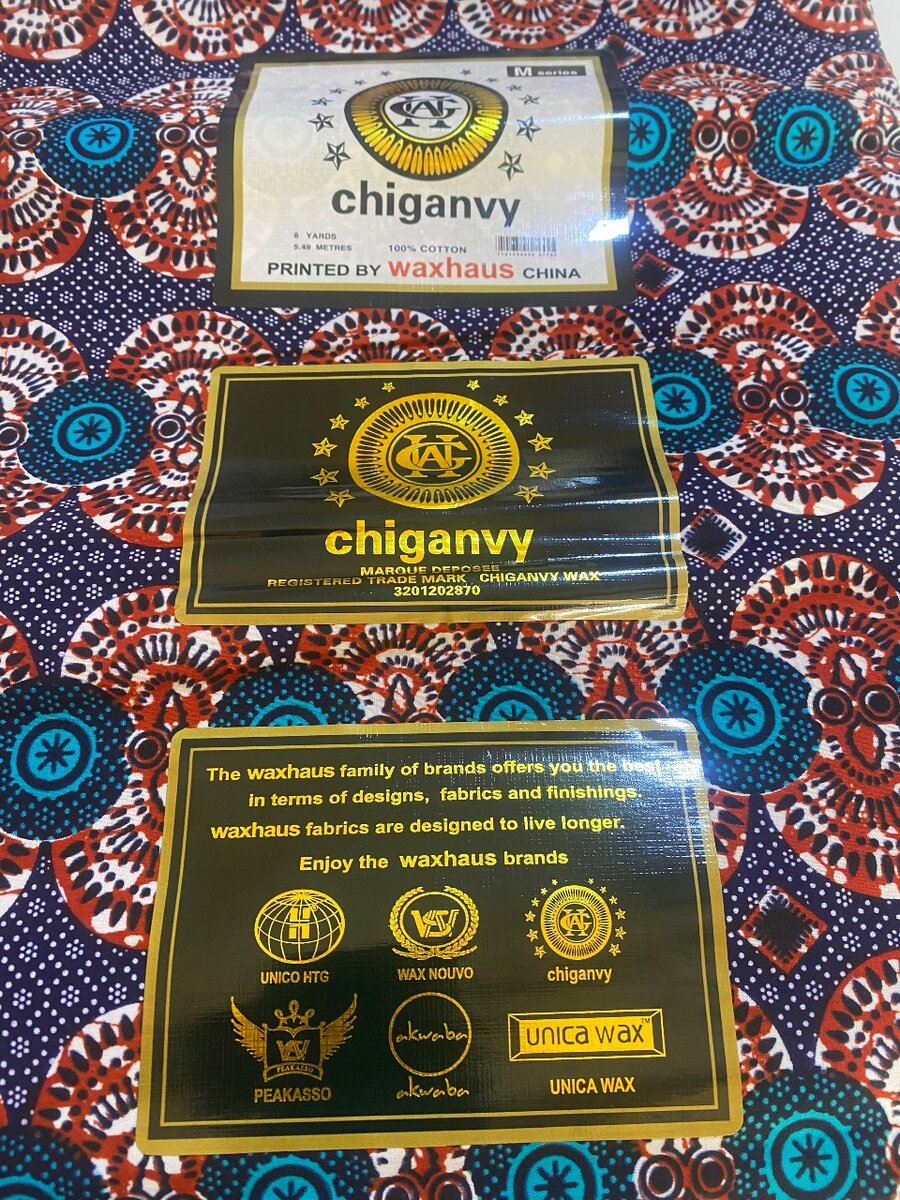 M series
chiganvy
6 YARDS
5.49 METRES
100% COTTON
PRINTED BY waxhaus CHINA
chiganvy
MARQUE DEPOSEE
REGISTERED TRADE MARK CHIGANVY WAX
3201202870
The waxhaus family of brands offers you the best
in terms of designs, fabrics and finishings.
waxhaus fabrics are designed to live longer.
Enjoy the waxhaus brands
UNICO HTG
WAX NOUVO
chiganvy
PEAKASSO
PEAKASSO
akwaba
akwaba
UNICA WAX™
UNICA WAX